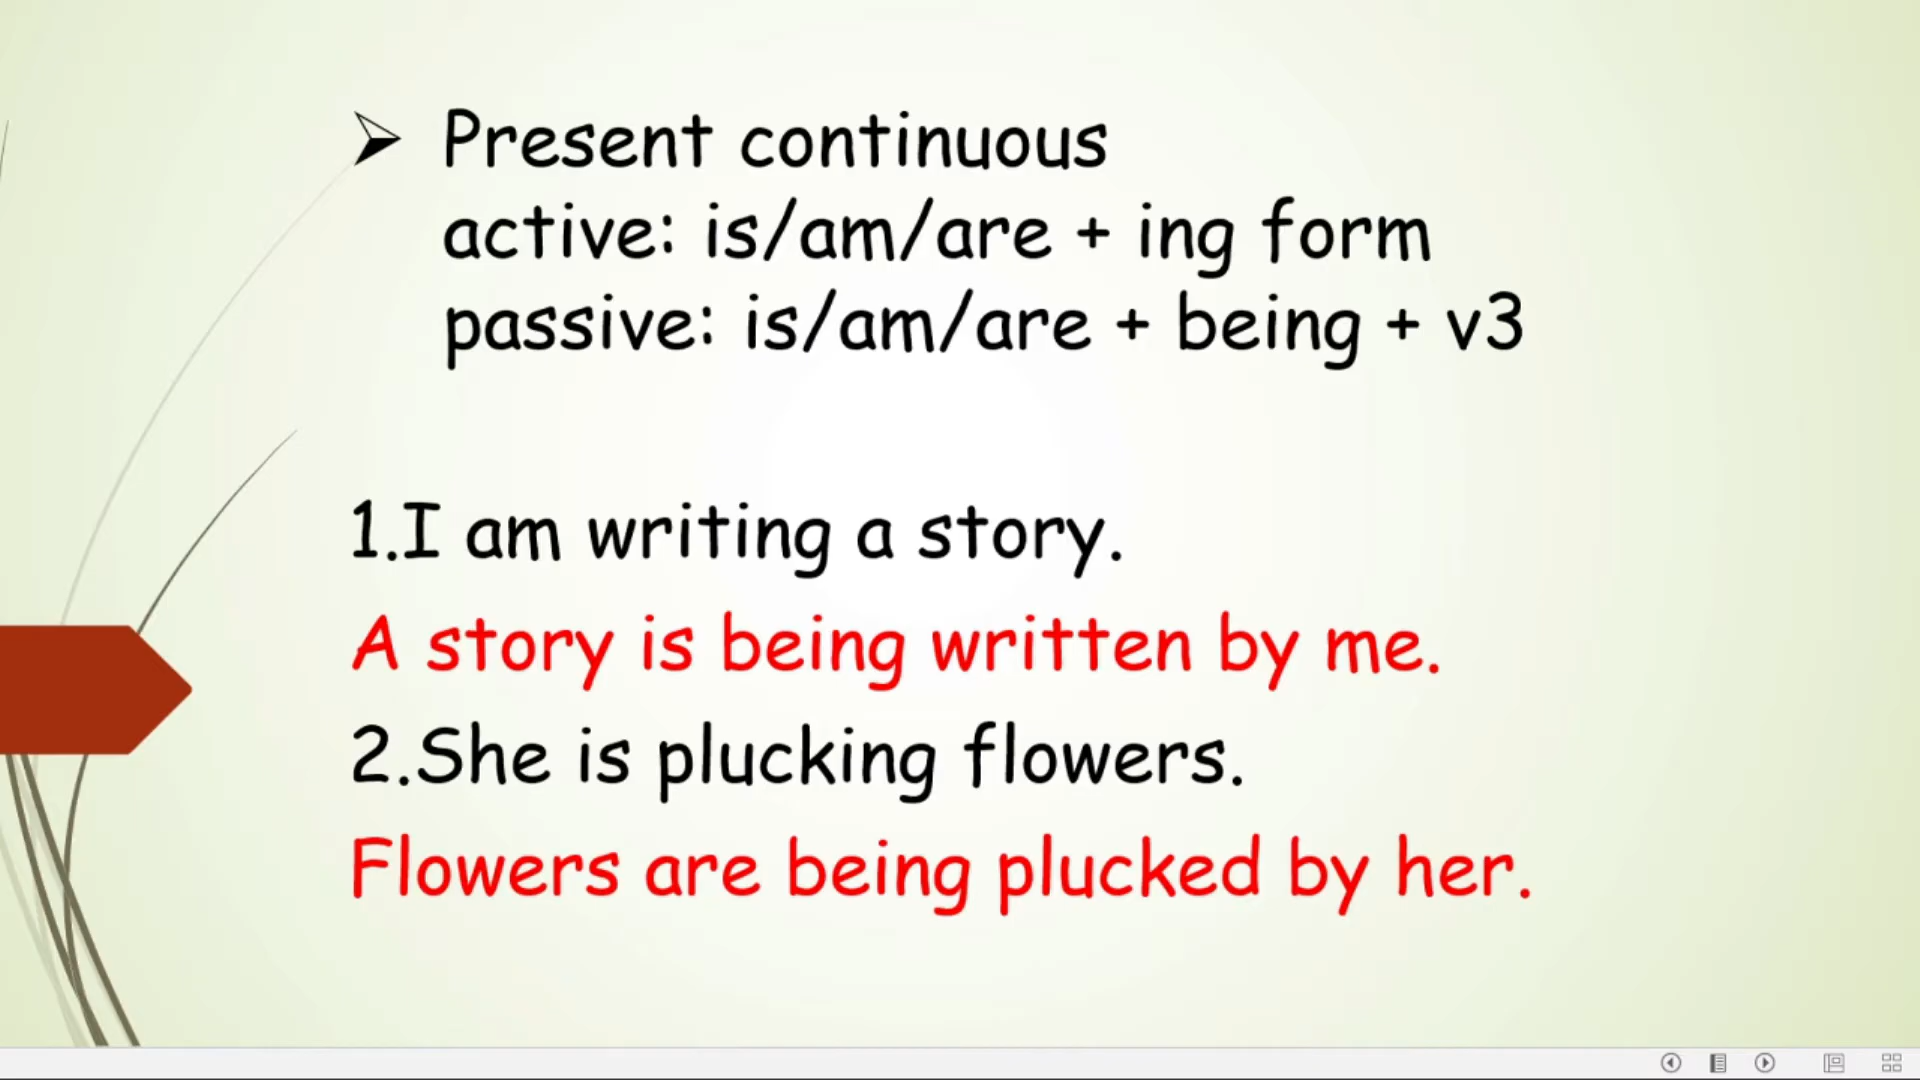 Present continuous
active: is/am/are + ing form
passive: is/am/are + being + v3
1.I am writing a story.
A story is being written by me.
2.She is plucking flowers.
Flowers are being plucked by her.